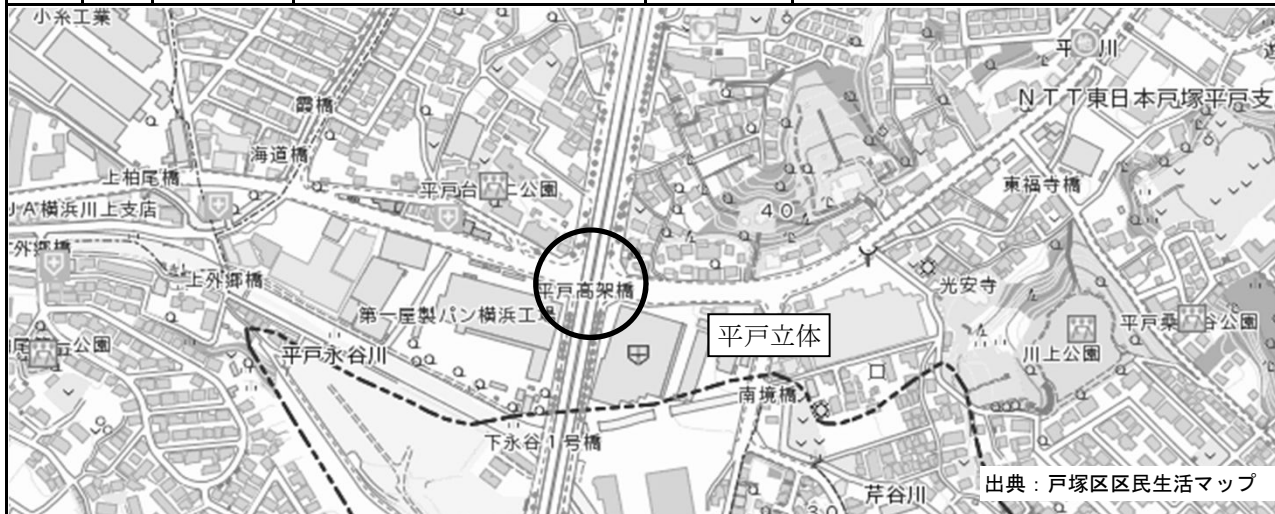 小糸工業
平
川
霞橋
NTT東日本戸塚平戸支
海道橋
上柏尾橋
平戸台
公園
東福寺橋
JA横浜川上支店
40
外郷橋
上外郷橋
平戸高架橋
光安寺
第一屋製パン横浜工場
平戸立体
平戸永谷川
公園
川上公園
南境橋
下永谷1号橋
芹谷川
30
出典：戸塚区区民生活マップ